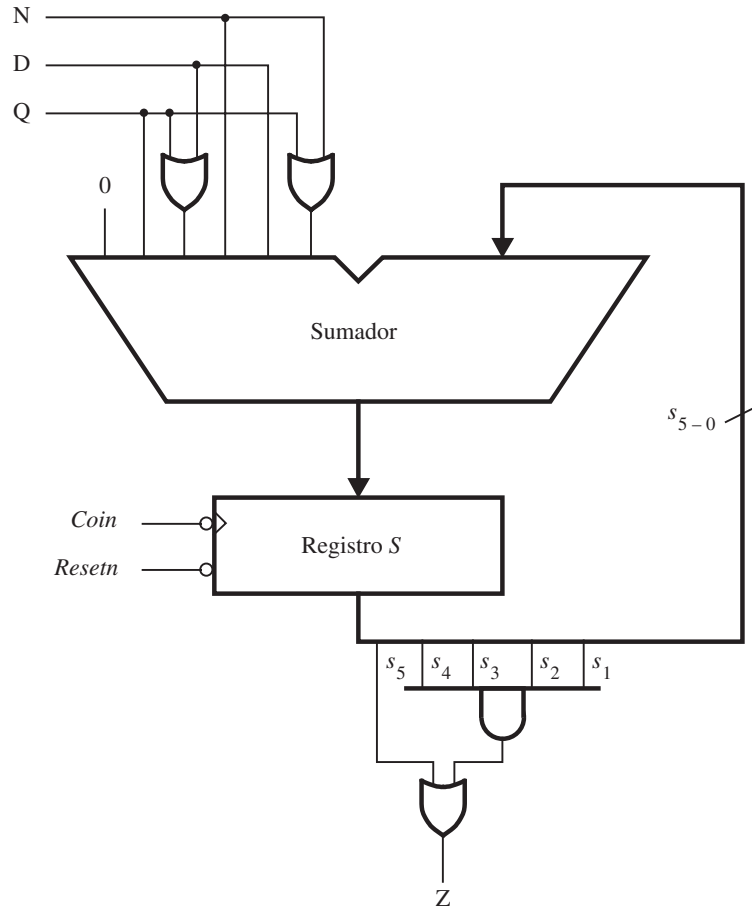 N
D
Q
0
Sumador
s5 – 0
Coin
Registro S
Resetn
s5 s4 s3 s2 s1
Z